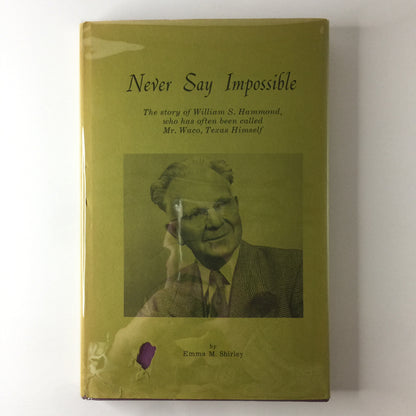 Never Say Impossible
The story of William S. Hammond,
who has often been called
Mr. Waco, Texas Himself
by
Emma M. Shirley